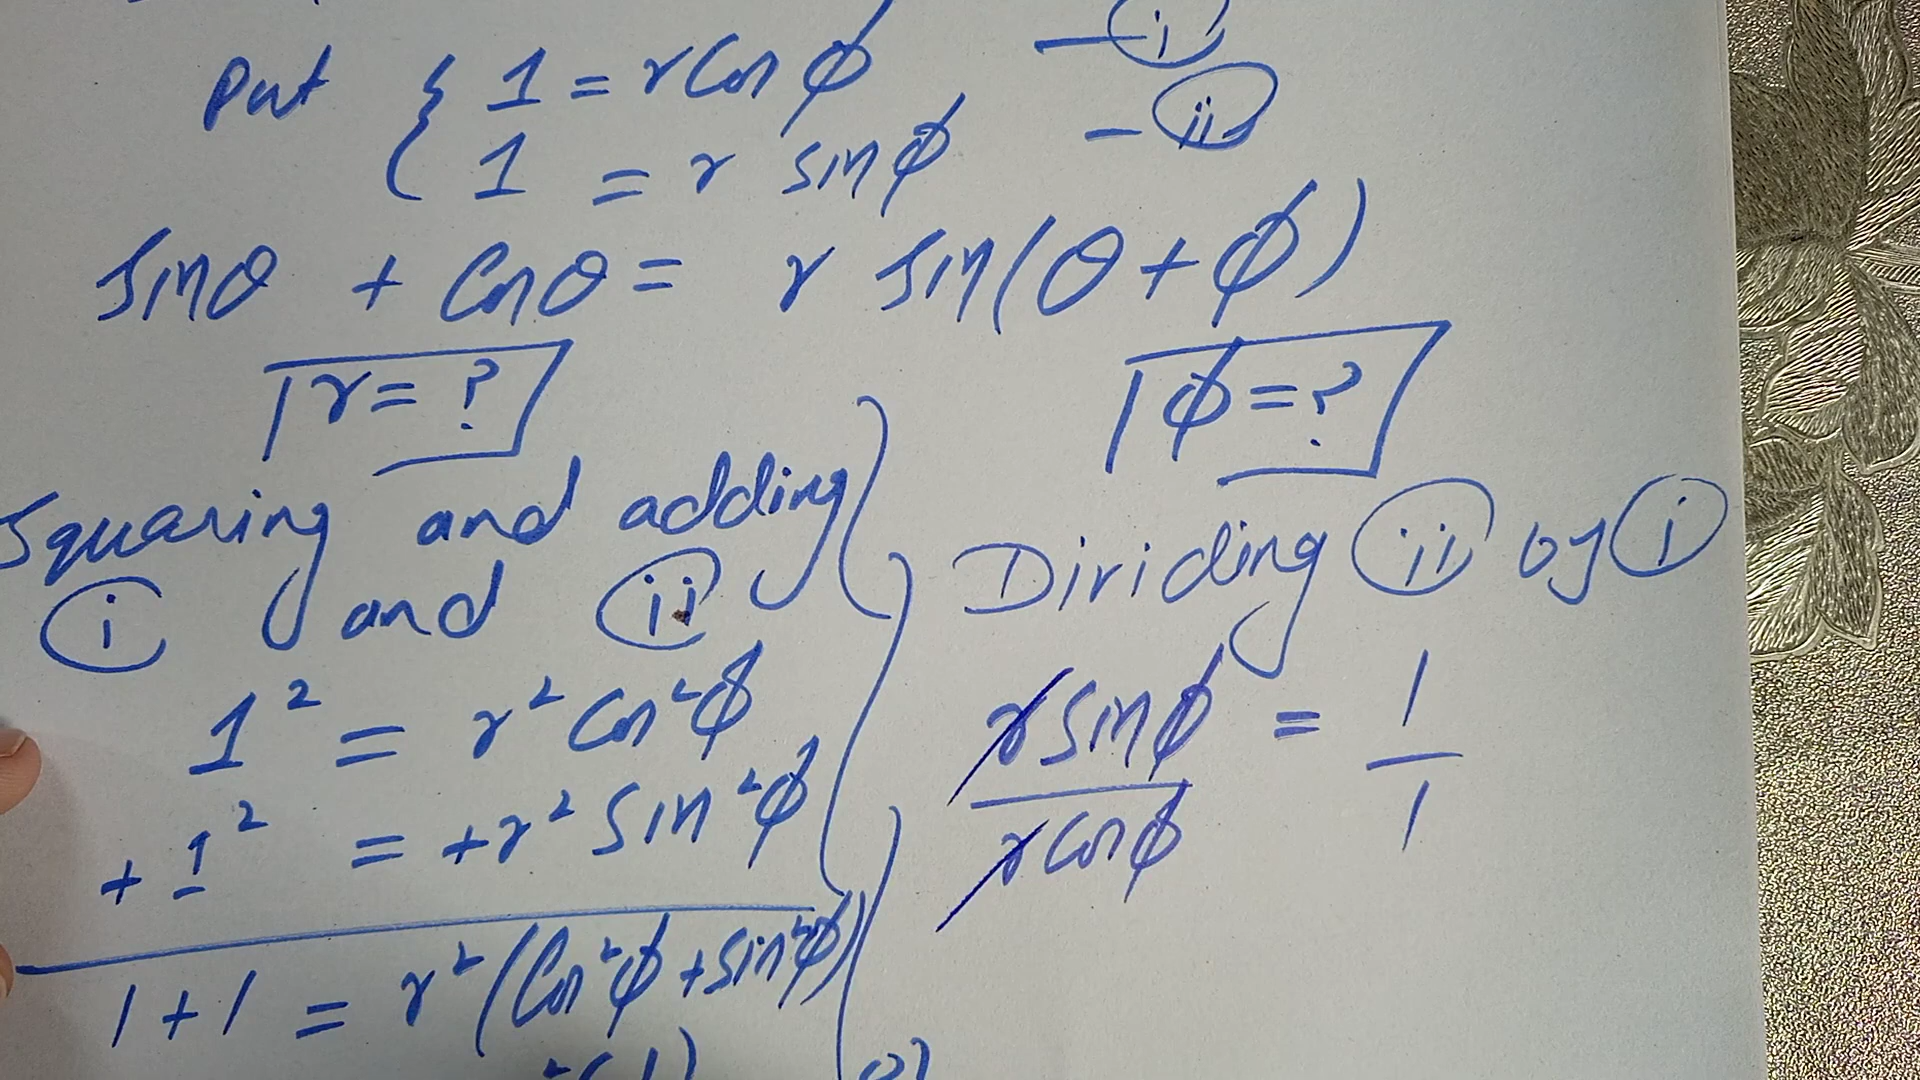 Put { 1 = r Cos ϕ — (i)
1 = r sin ϕ — (ii)
sin θ + Cos θ = r sin(θ + ϕ)
r = ?
ϕ = ?
Squaring and adding
(i) and (ii)
1² = r² Cos² ϕ
+ 1² = + r² Sin² ϕ
1 + 1 = r² (Cos² ϕ + Sin² ϕ)
Dividing (ii) by (i)
r sin ϕ / r Cos ϕ = 1 / 1